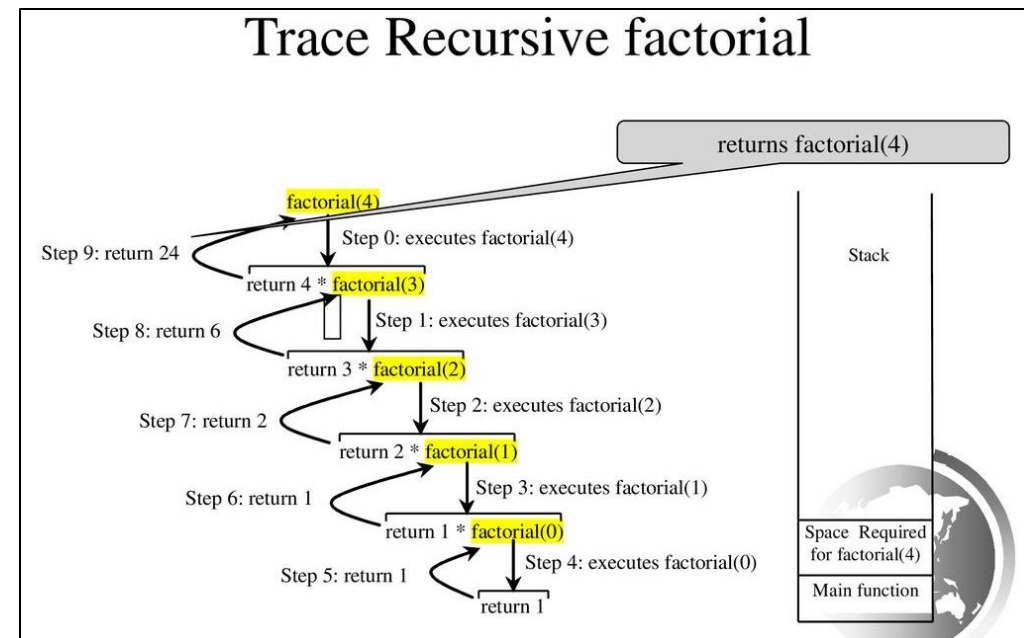 Trace Recursive factorial
returns factorial(4)
factorial(4)
Step 0: executes factorial(4)
Step 9: return 24
return 4 * factorial(3)
Step 1: executes factorial(3)
Step 8: return 6
return 3 * factorial(2)
Step 2: executes factorial(2)
Step 7: return 2
return 2 * factorial(1)
Step 3: executes factorial(1)
Step 6: return 1
return 1 * factorial(0)
Step 4: executes factorial(0)
Step 5: return 1
return 1
Stack
Space Required
for factorial(4)
Main function